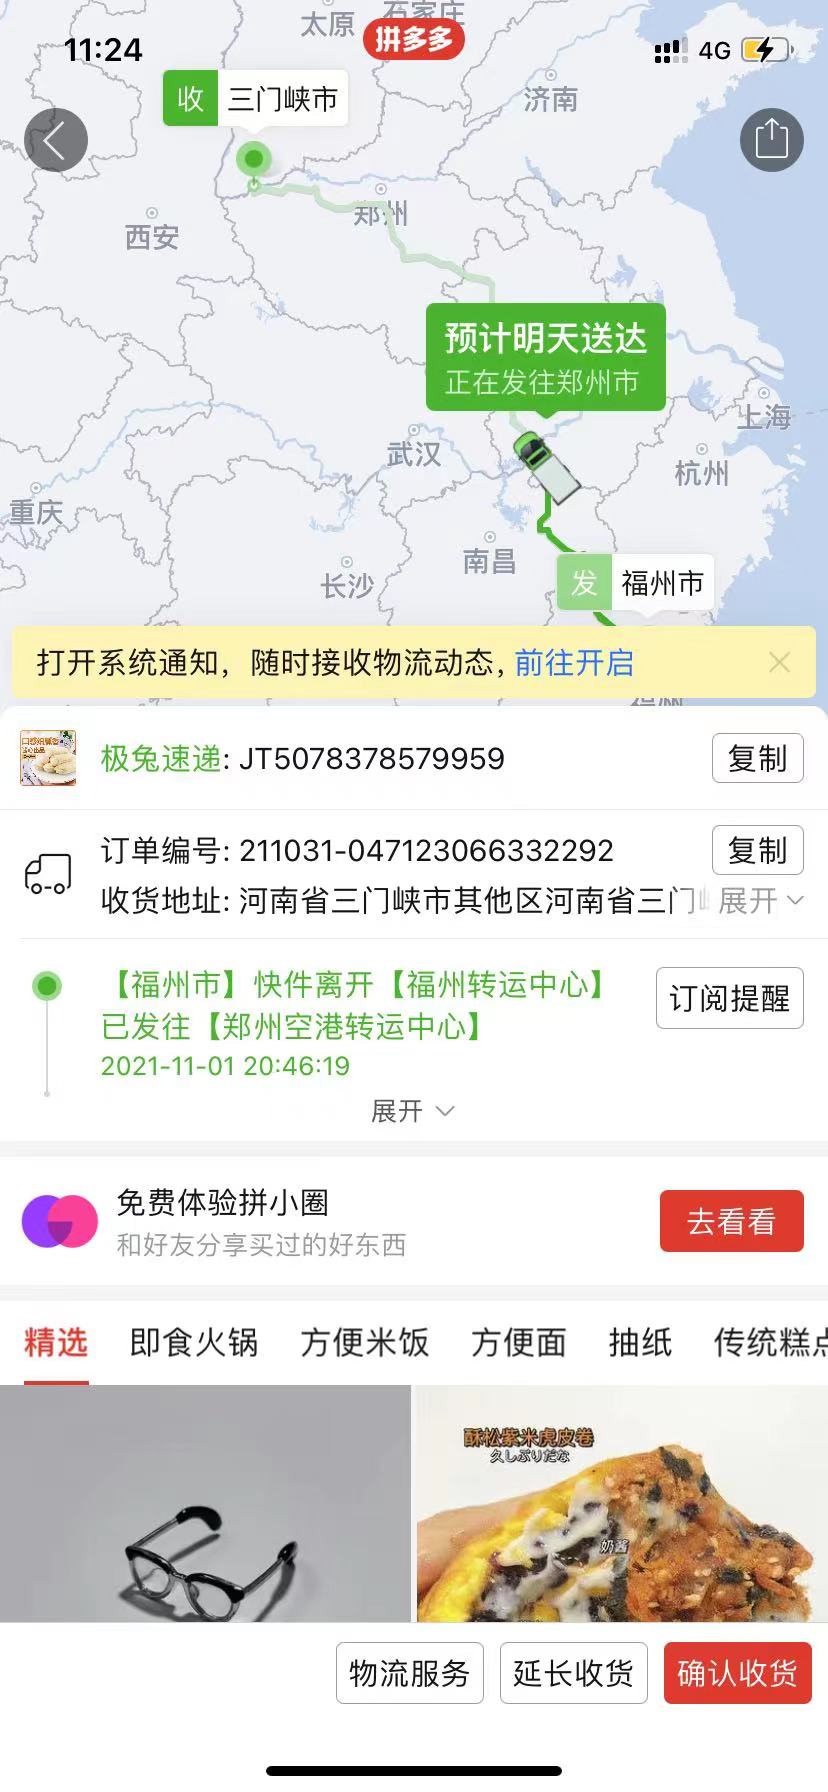 石家庄
太原
拼多多
11:24
4G
收 三门峡市
济南
郑州
西安
预计明天送达
正在发往郑州市
上海
武汉
杭州
重庆
南昌
长沙
发 福州市
打开系统通知，随时接收物流动态，前往开启
福州
极兔速递: JT5078378579959
复制
订单编号: 211031-047123066332292
复制
收货地址: 河南省三门峡市其他区河南省三门
展开
【福州市】快件离开【福州转运中心】
已发往【郑州空港转运中心】
2021-11-01 20:46:19
订阅提醒
展开
免费体验拼小圈
和好友分享买过的好东西
去看看
精选 即食火锅 方便米饭 方便面 抽纸 传统糕点
酥松紫米虎皮卷
久しぶりだな
奶酱
物流服务 延长收货 确认收货